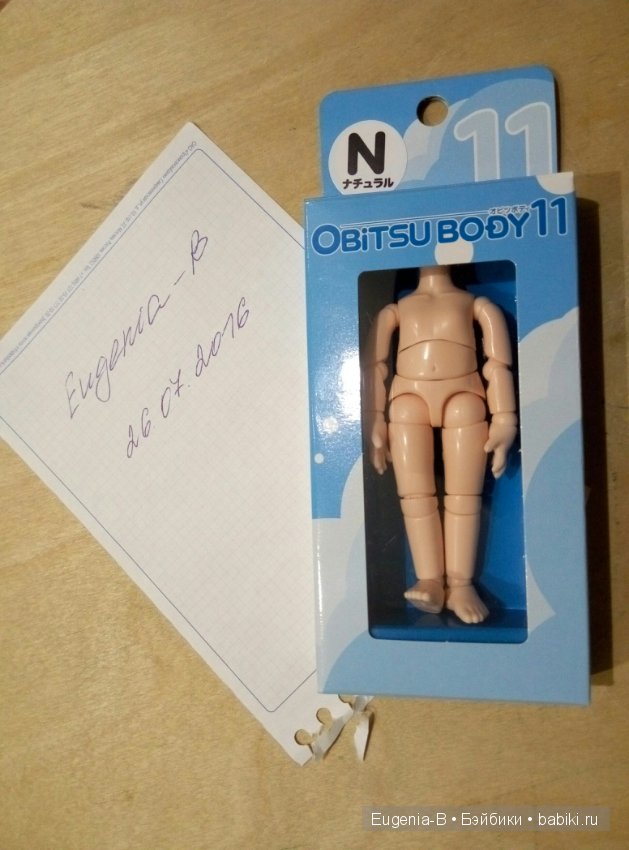 Eugenia-B
26.07.2016
11
N
ナチュラル
オビツボディ
OBiTSU BODY11
Eugenia-B • Бэйбики • babiki.ru